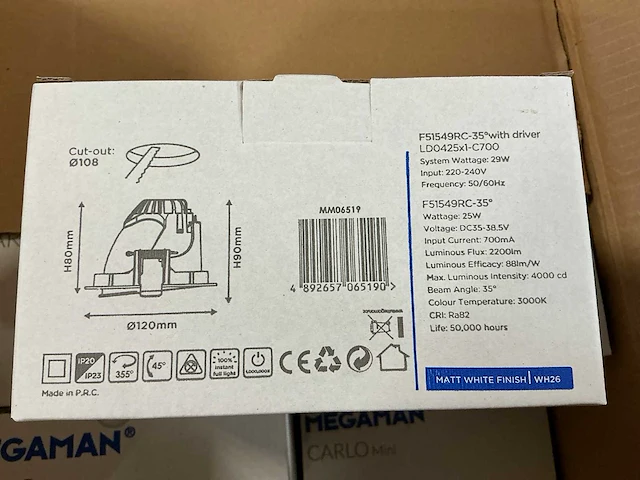 Cut-out:
Ø108
H80mm
H90mm
Ø120mm
MM06519
4 892657 065190 >
IP20
IP23
355°
45°
100%
instant
full light
Made in P.R.C.
F51549RC-35° with driver
LD0425x1-C700
System Wattage: 29W
Input: 220-240V
Frequency: 50/60Hz
F51549RC-35°
Wattage: 25W
Voltage: DC35-38.5V
Input Current: 700mA
Luminous Flux: 2200lm
Luminous Efficacy: 88lm/W
Max. Luminous Intensity: 4000 cd
Beam Angle: 35°
Colour Temperature: 3000K
CRI: Ra82
Life: 50,000 hours
MATT WHITE FINISH | WH26
EGAMAN®
MEGAMAN
CARLO Mini